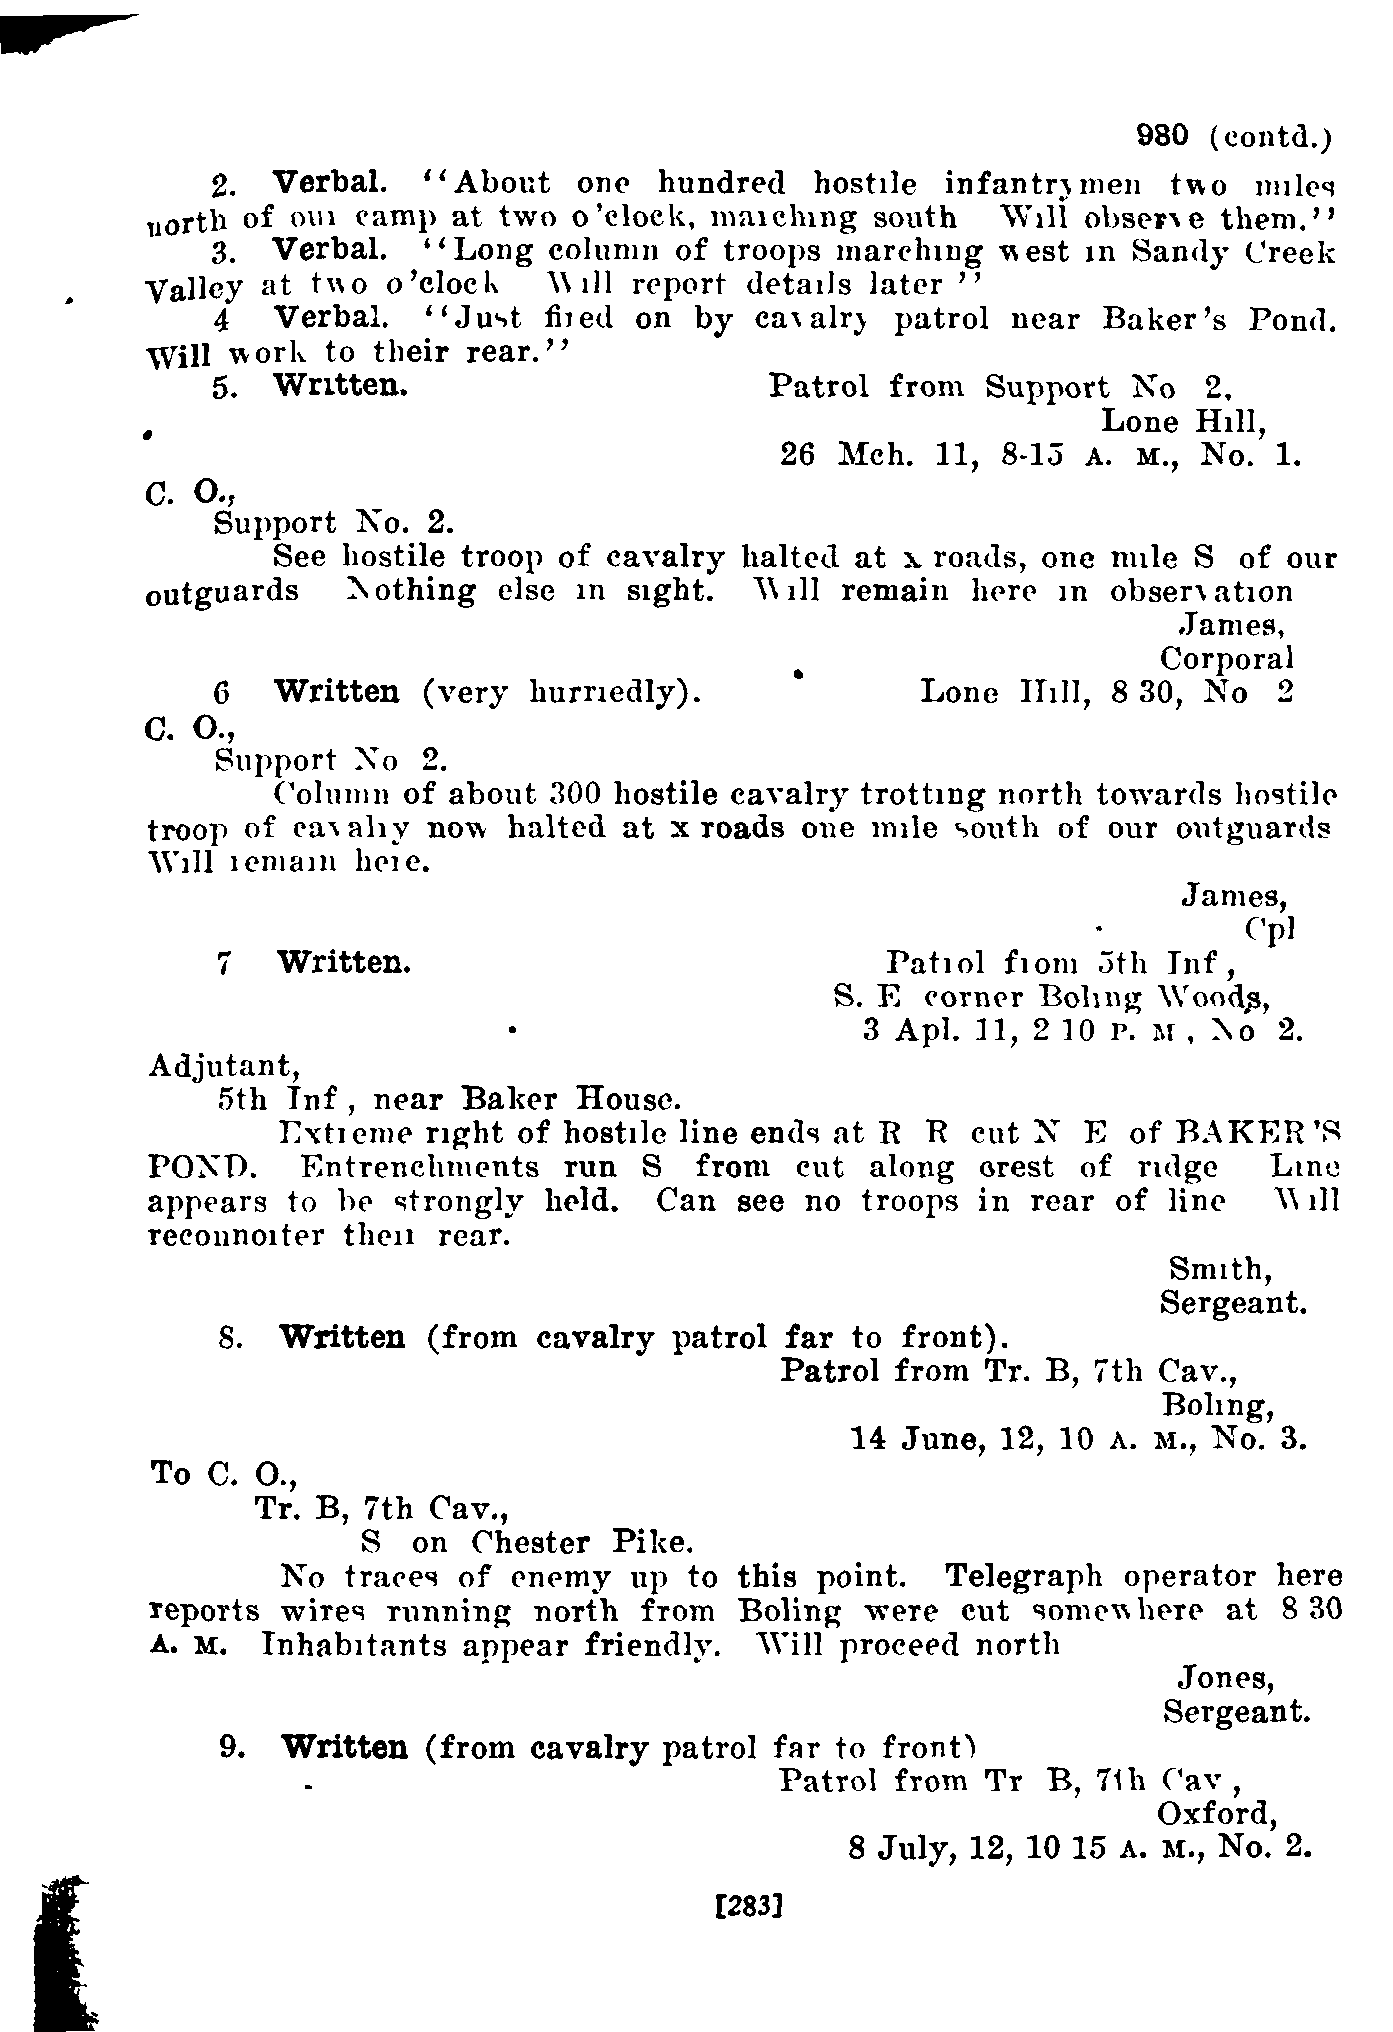 980 (contd.)
2. Verbal. "About one hundred hostile infantrymen two miles
north of our camp at two o'clock, marching south Will observe them."
3. Verbal. "Long column of troops marching west in Sandy Creek
Valley at two o'clock Will report details later "
4 Verbal. "Just fired on by cavalry patrol near Baker's Pond.
Will work to their rear."
5. Written. Patrol from Support No 2,
Lone Hill,
26 Mch. 11, 8-15 A. M., No. 1.
C. O.,
Support No. 2.
See hostile troop of cavalry halted at x roads, one mile S of our
outguards Nothing else in sight. Will remain here in observation
James,
Corporal
6 Written (very hurriedly). Lone Hill, 8 30, No 2
C. O.,
Support No 2.
Column of about 300 hostile cavalry trotting north towards hostile
troop of cavalry now halted at x roads one mile south of our outguards
Will remain here.
James,
Cpl
7 Written. Patrol from 5th Inf,
S. E corner Boling Woods,
3 Apl. 11, 2 10 P. M, No 2.
Adjutant,
5th Inf, near Baker House.
Extreme right of hostile line ends at R R cut N E of BAKER'S
POND. Entrenchments run S from cut along crest of ridge Line
appears to be strongly held. Can see no troops in rear of line Will
reconnoiter their rear.
Smith,
Sergeant.
8. Written (from cavalry patrol far to front).
Patrol from Tr. B, 7th Cav.,
Boling,
14 June, 12, 10 A. M., No. 3.
To C. O.,
Tr. B, 7th Cav.,
S on Chester Pike.
No traces of enemy up to this point. Telegraph operator here
reports wires running north from Boling were cut somewhere at 8 30
A. M. Inhabitants appear friendly. Will proceed north
Jones,
Sergeant.
9. Written (from cavalry patrol far to front)
Patrol from Tr B, 7th Cav,
Oxford,
8 July, 12, 10 15 A. M., No. 2.
[283]